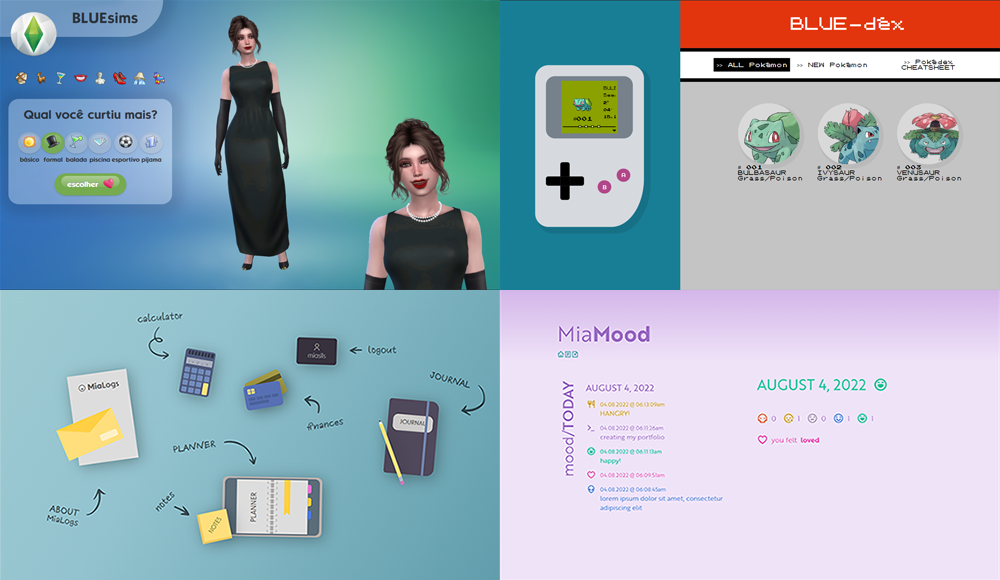 BLUEsims
Qual você curtiu mais?
básico formal balada piscina esportivo pijama
escolher
#001
A
B
BLUE-déx
>> ALL Pokémon
>> NEW Pokémon
>> Pokédex
CHEATSHEET
# 001
BULBASAUR
Grass/Poison
# 002
IVYSAUR
Grass/Poison
# 003
VENUSAUR
Grass/Poison
calculator
miaslls
logout
MiaLogs
finances
JOURNAL
JOURNAL
PLANNER
PLANNER
notes
NOTES
ABOUT
MiaLogs
MiaMood
mood/TODAY
AUGUST 4, 2022
04.08.2022 @ 06:13:09am
HANGRY!
04.08.2022 @ 06:11:26am
creating my portfolio
04.08.2022 @ 06:11:13am
happy!
04.08.2022 @ 06:09:51am
04.08.2022 @ 06:08:45am
lorem ipsum dolor sit amet, consectetur
adipiscing elit
AUGUST 4, 2022
0 1 0 1 1
you felt loved